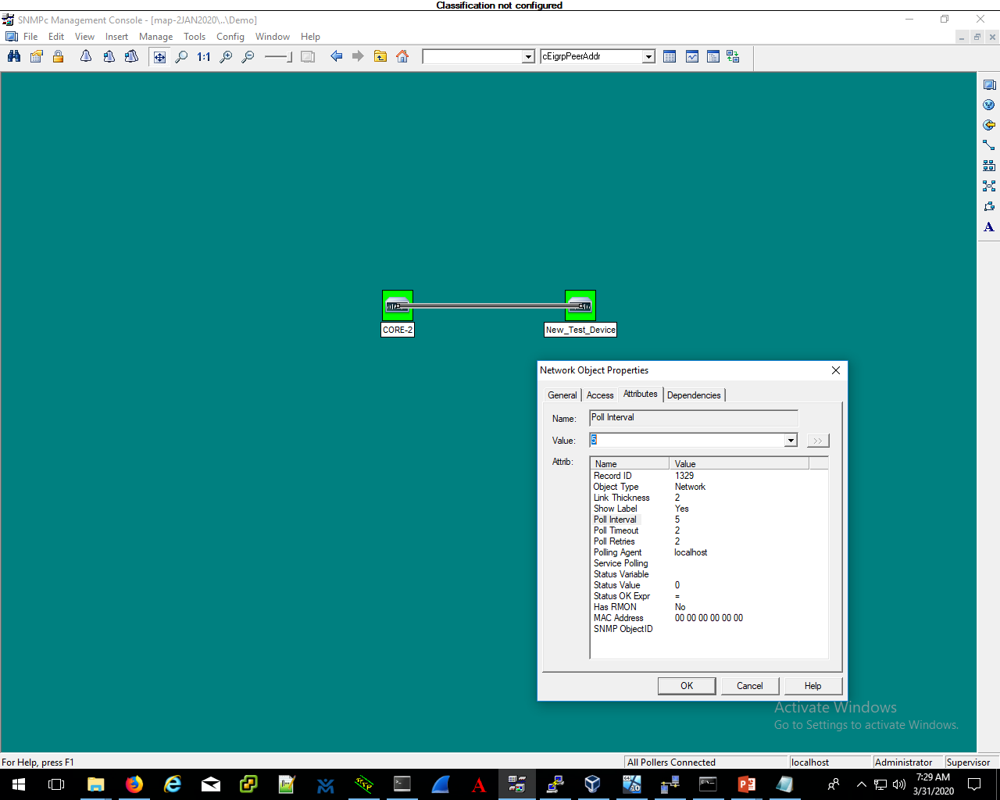 Classification not configured
SNMPc Management Console - [map-2JAN2020\..\Demo]
File Edit View Insert Manage Tools Config Window Help
1:1 cEigrpPeerAddr
A
CORE-2 New_Test_Device
Network Object Properties
General Access Attributes Dependencies
Name: Poll Interval
Value: 5 >>
Attrib: Name Value
Record ID 1329
Object Type Network
Link Thickness 2
Show Label Yes
Poll Interval 5
Poll Timeout 2
Poll Retries 2
Polling Agent localhost
Service Polling
Status Variable
Status Value 0
Status OK Expr =
Has RMON No
MAC Address 00 00 00 00 00 00
SNMP ObjectID
OK Cancel Help
Activate Windows
Go to Settings to activate Windows.
For Help, press F1 All Pollers Connected localhost Administrator Supervisor
7:29 AM
3/31/2020